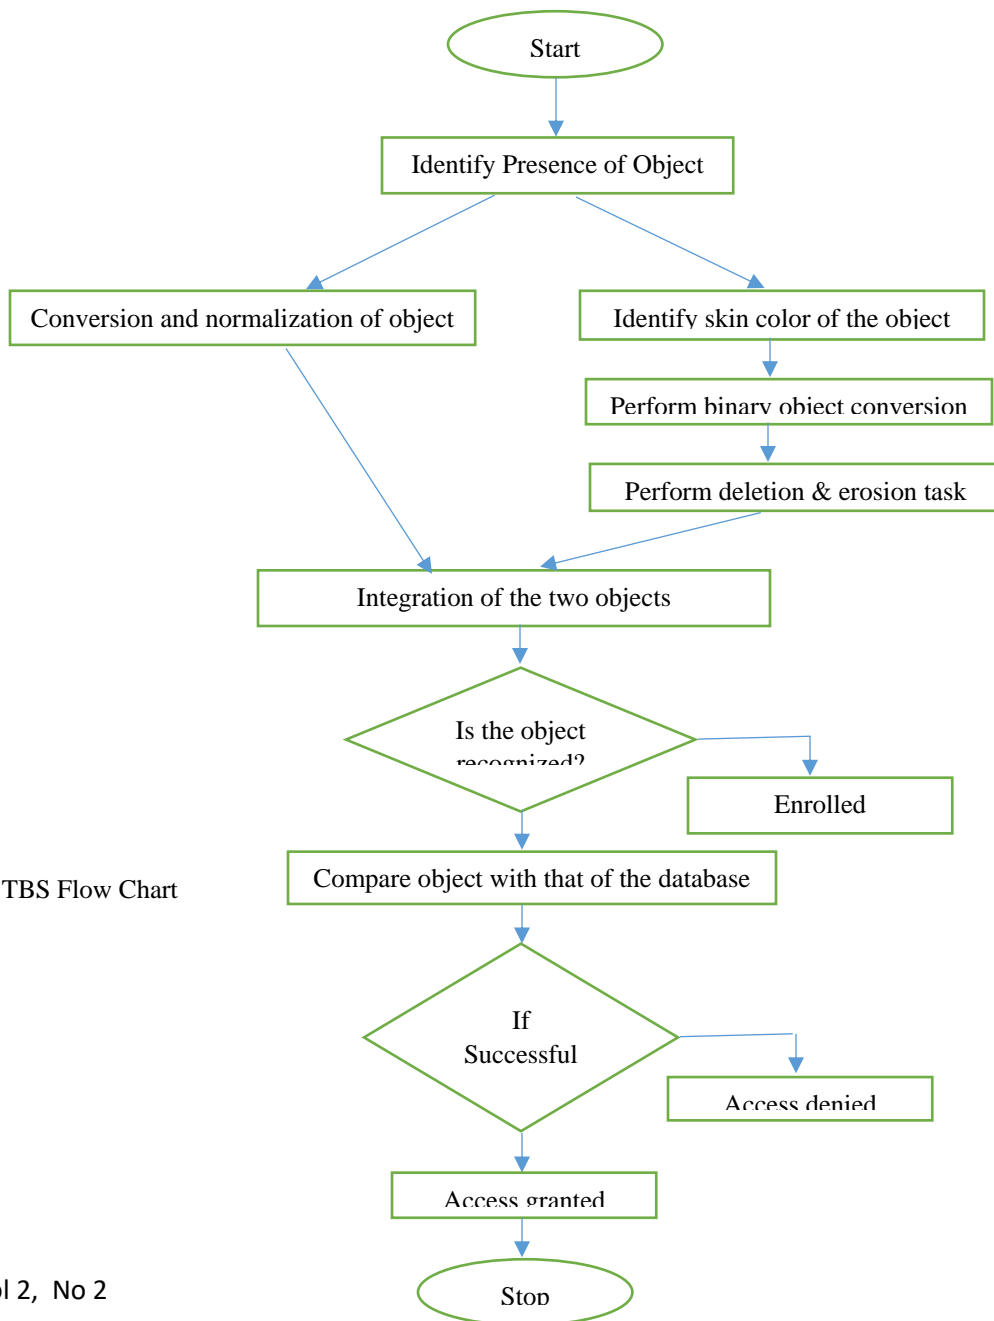 Start
Identify Presence of Object
Conversion and normalization of object
Identify skin color of the object
Perform binary object conversion
Perform deletion & erosion task
Integration of the two objects
Is the object
recognized?
Enrolled
Compare object with that of the database
TBS Flow Chart
If
Successful
Access denied
Access granted
Stop
ol 2, No 2